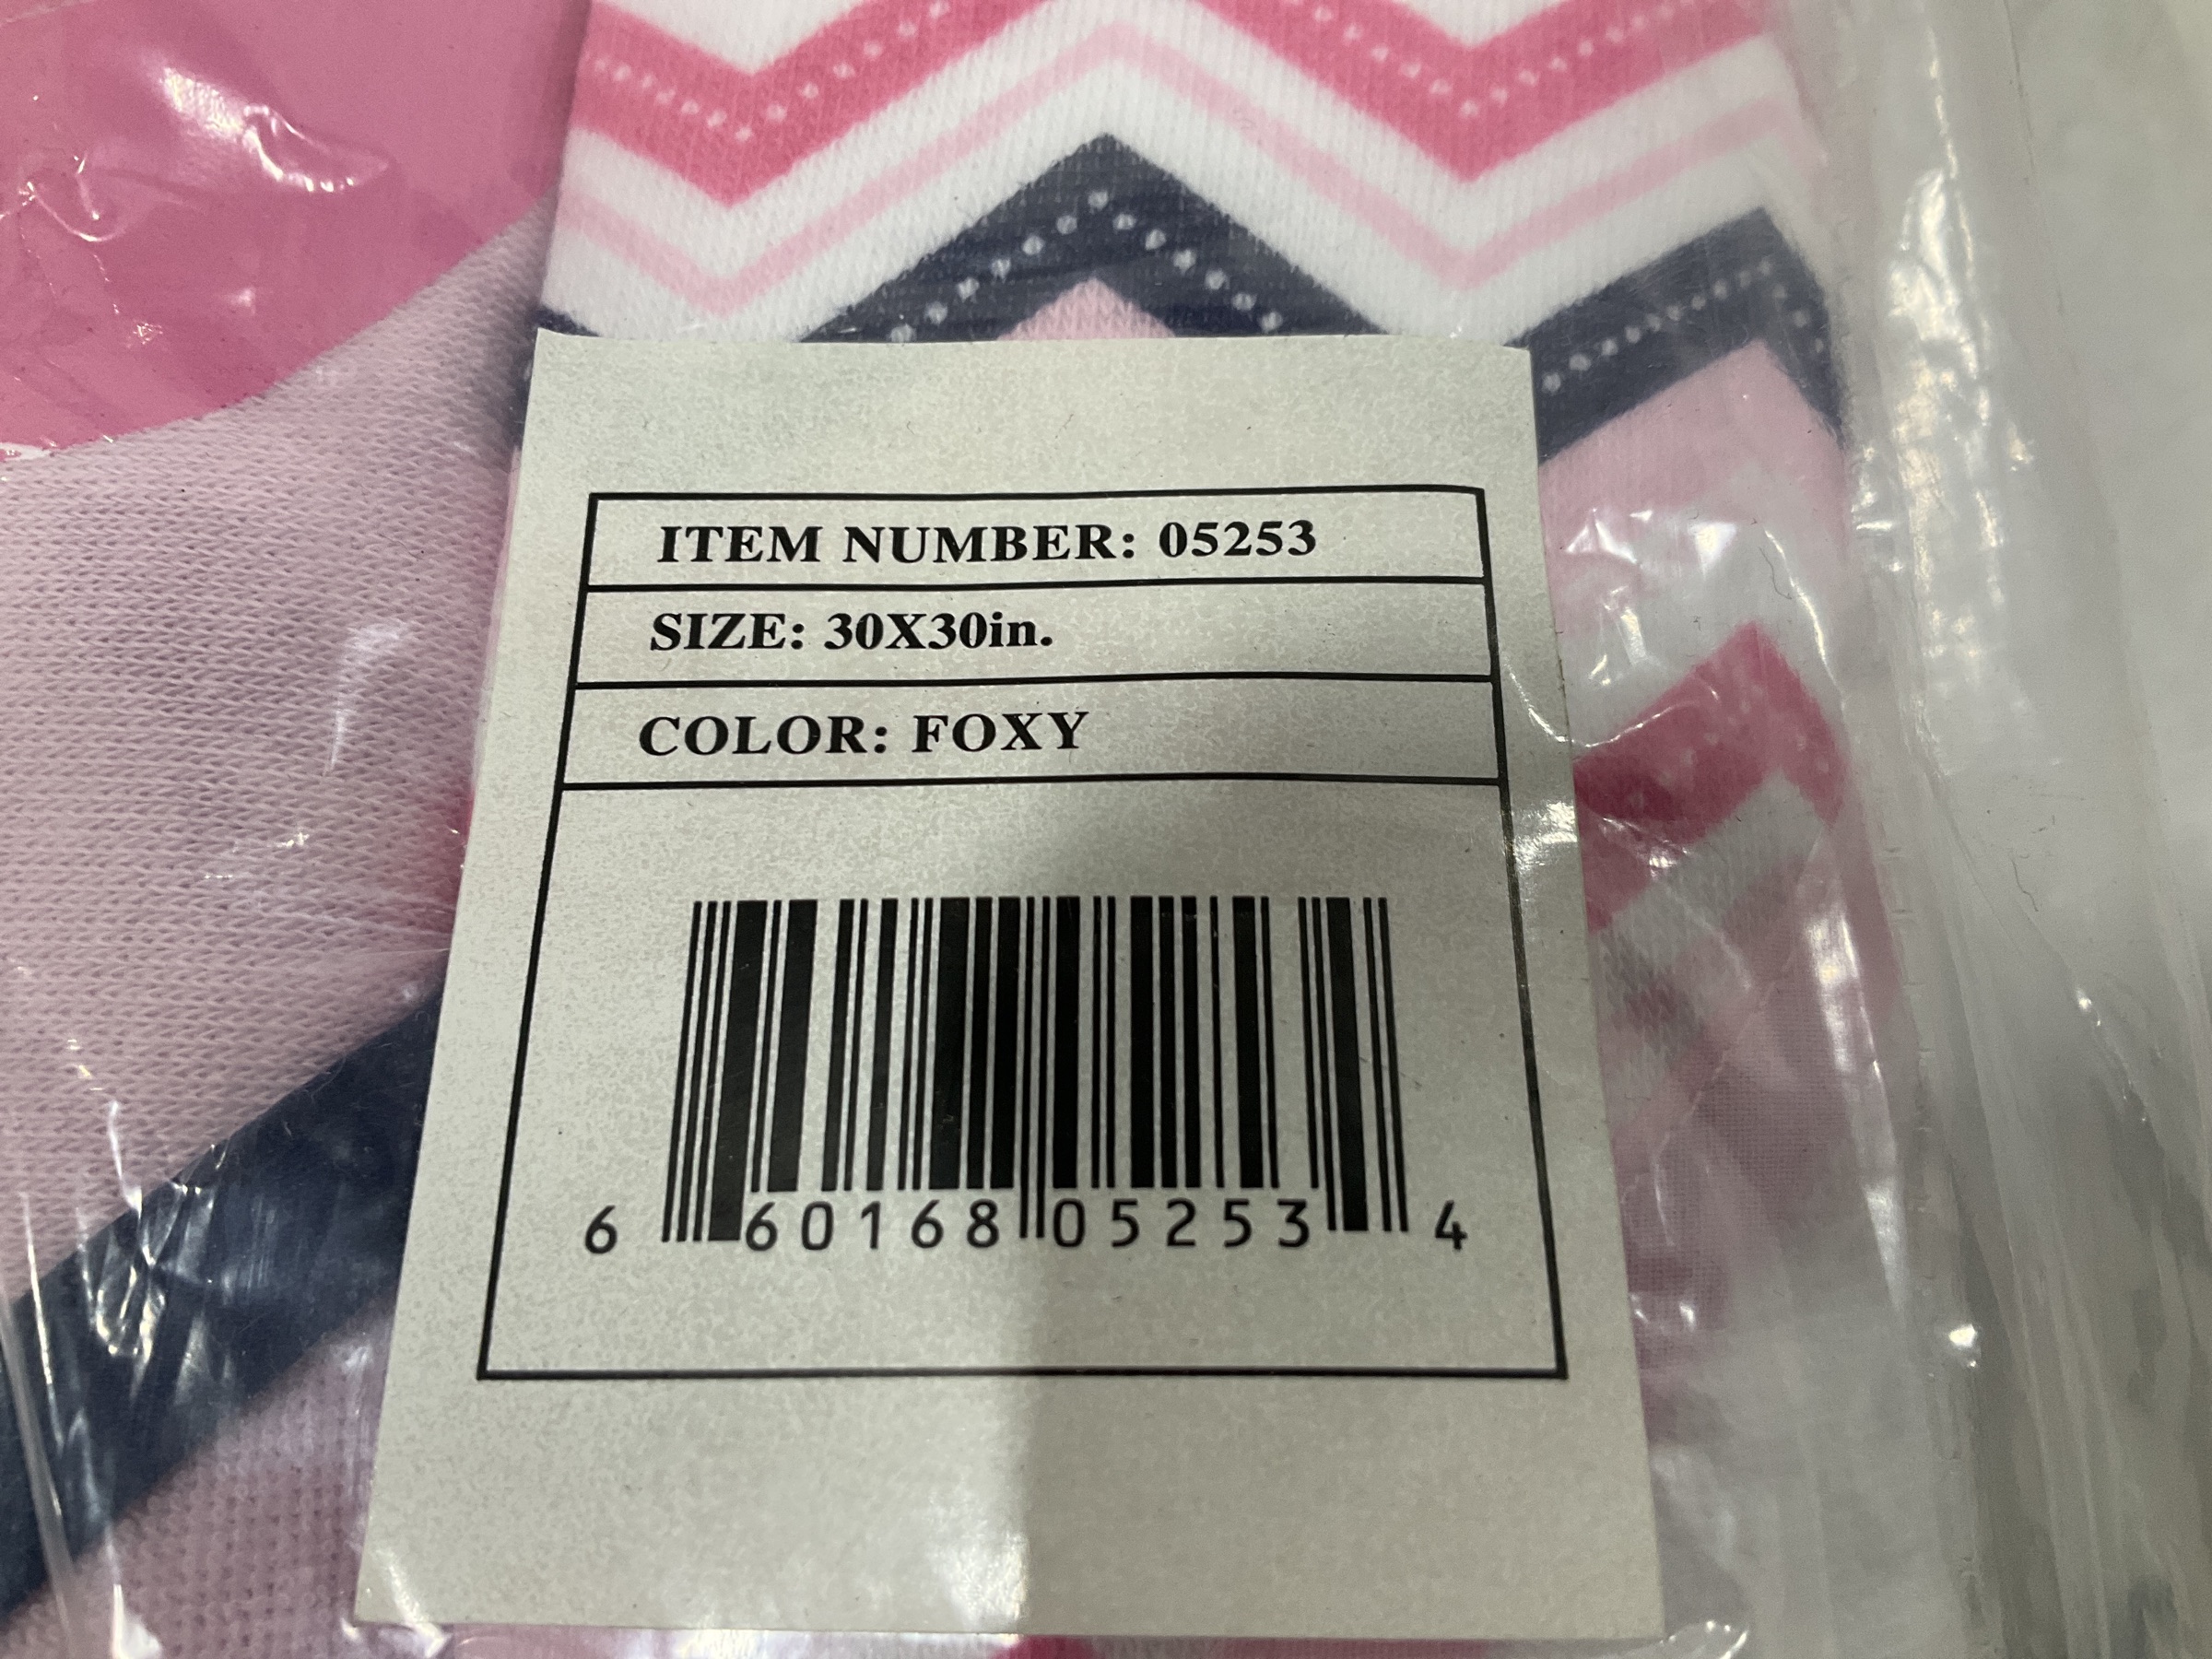 ITEM NUMBER: 05253
SIZE: 30X30in.
COLOR: FOXY
6 60168 05253 4